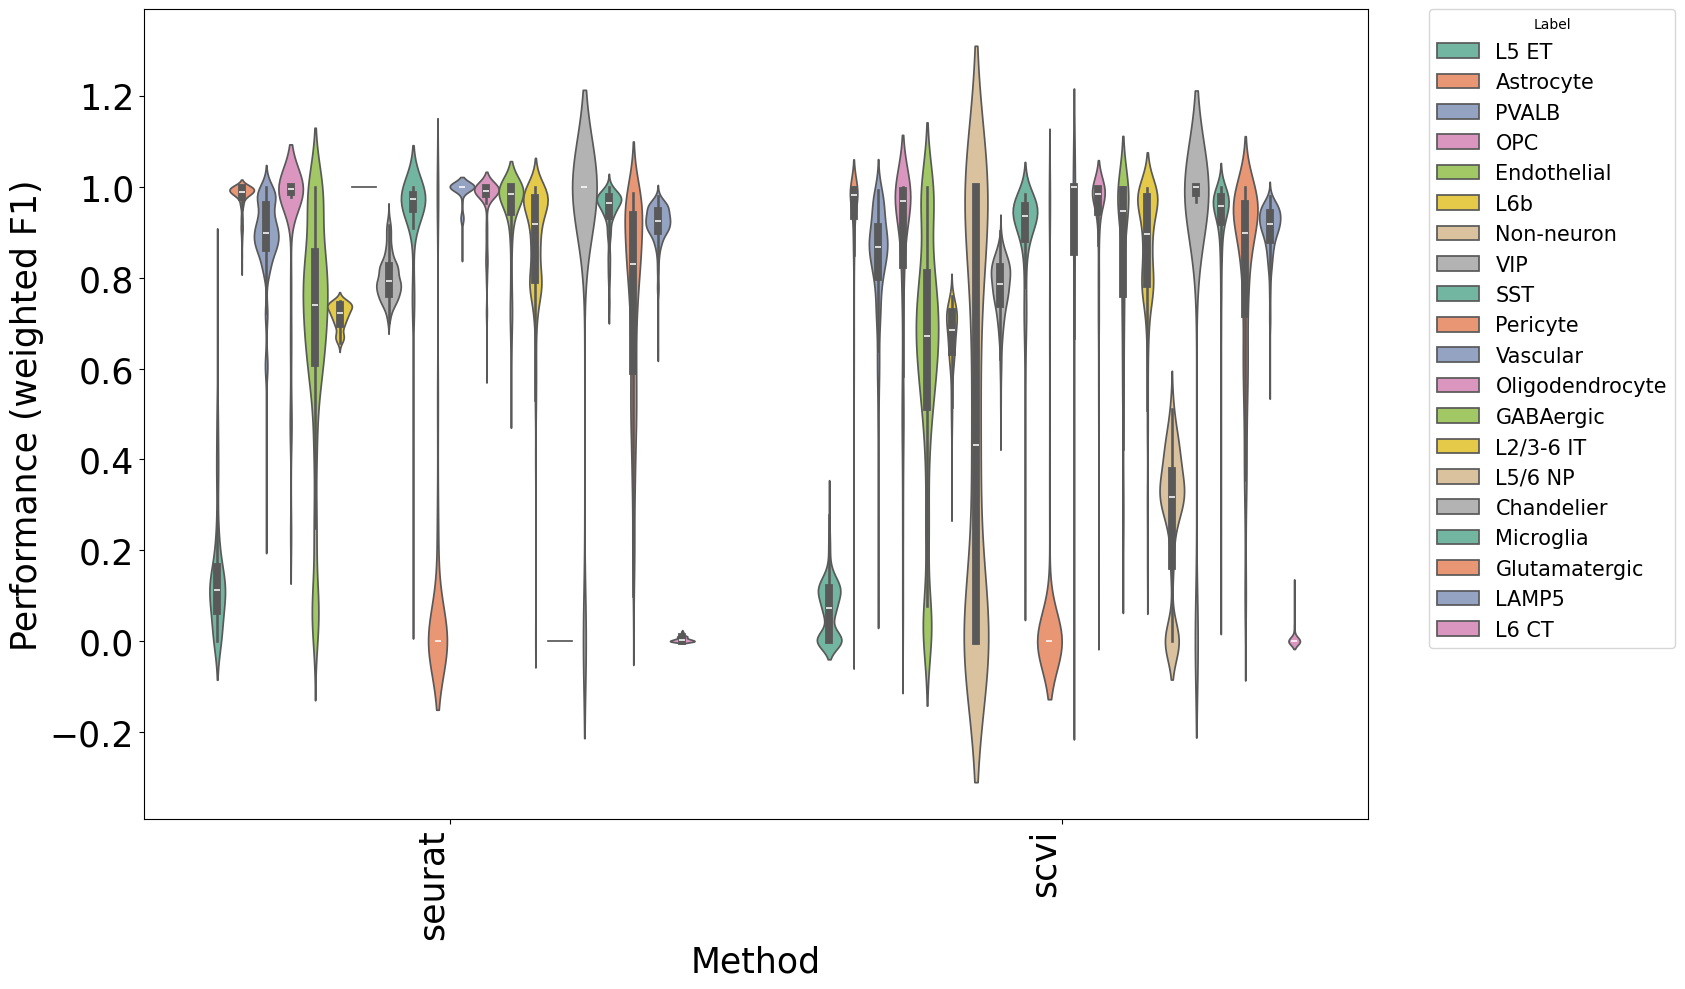 Performance (weighted F1)
1.2
1.0
0.8
0.6
0.4
0.2
0.0
−0.2
seurat
scvi
Method
Label
L5 ET
Astrocyte
PVALB
OPC
Endothelial
L6b
Non-neuron
VIP
SST
Pericyte
Vascular
Oligodendrocyte
GABAergic
L2/3-6 IT
L5/6 NP
Chandelier
Microglia
Glutamatergic
LAMP5
L6 CT